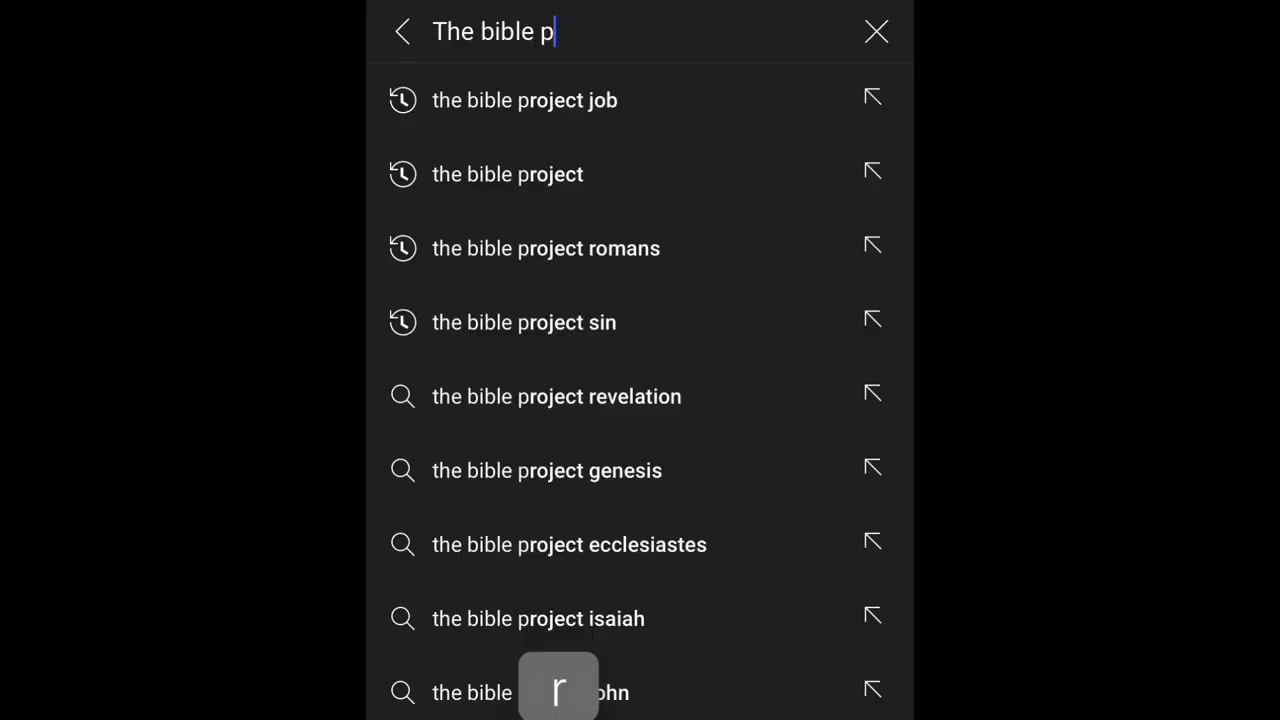 The bible p
the bible project job
the bible project
the bible project romans
the bible project sin
the bible project revelation
the bible project genesis
the bible project ecclesiastes
the bible project isaiah
the bible ohn
r